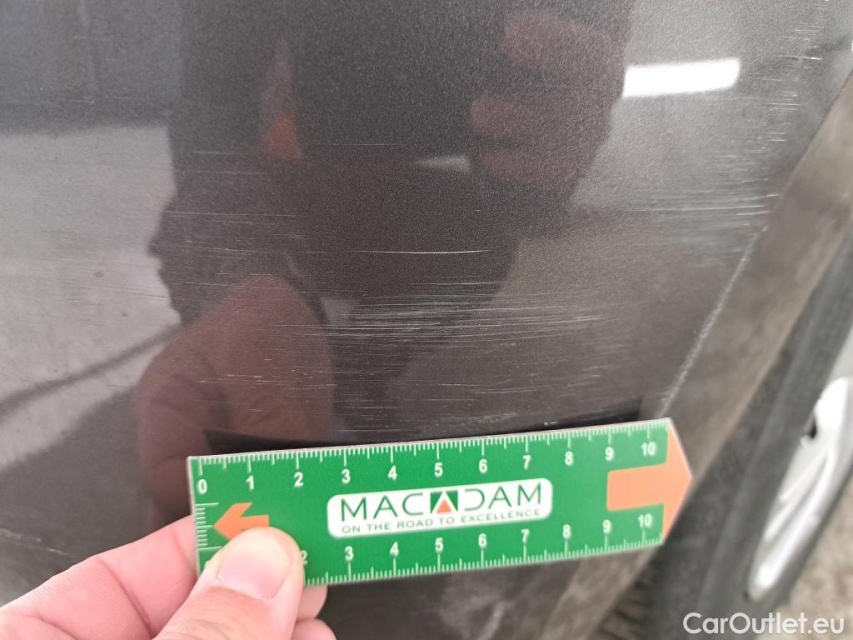 0 1 2 3 4 5 6 7 8 9 10
MACADAM
ON THE ROAD TO EXCELLENCE
2 3 4 5 6 7 8 9 10
CarOutlet.eu